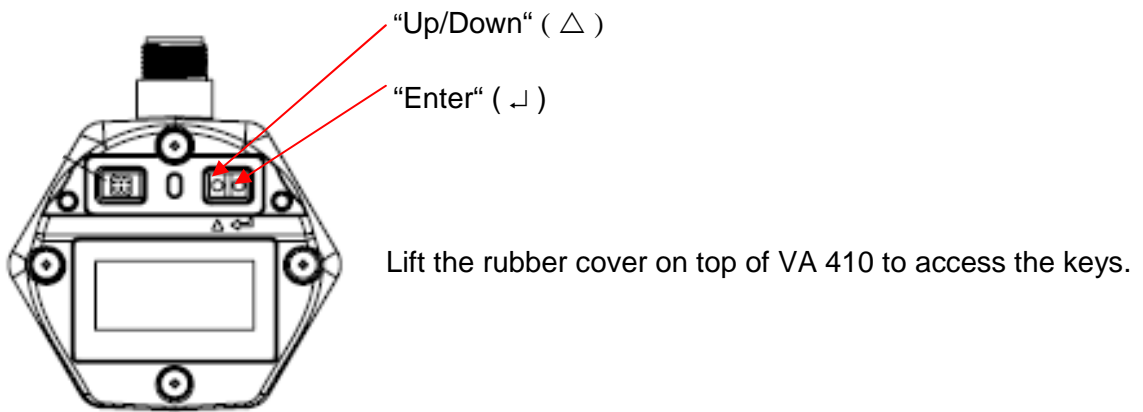 “Up/Down“ ( △ )
“Enter“ ( ↵ )
△ ↵
Lift the rubber cover on top of VA 410 to access the keys.